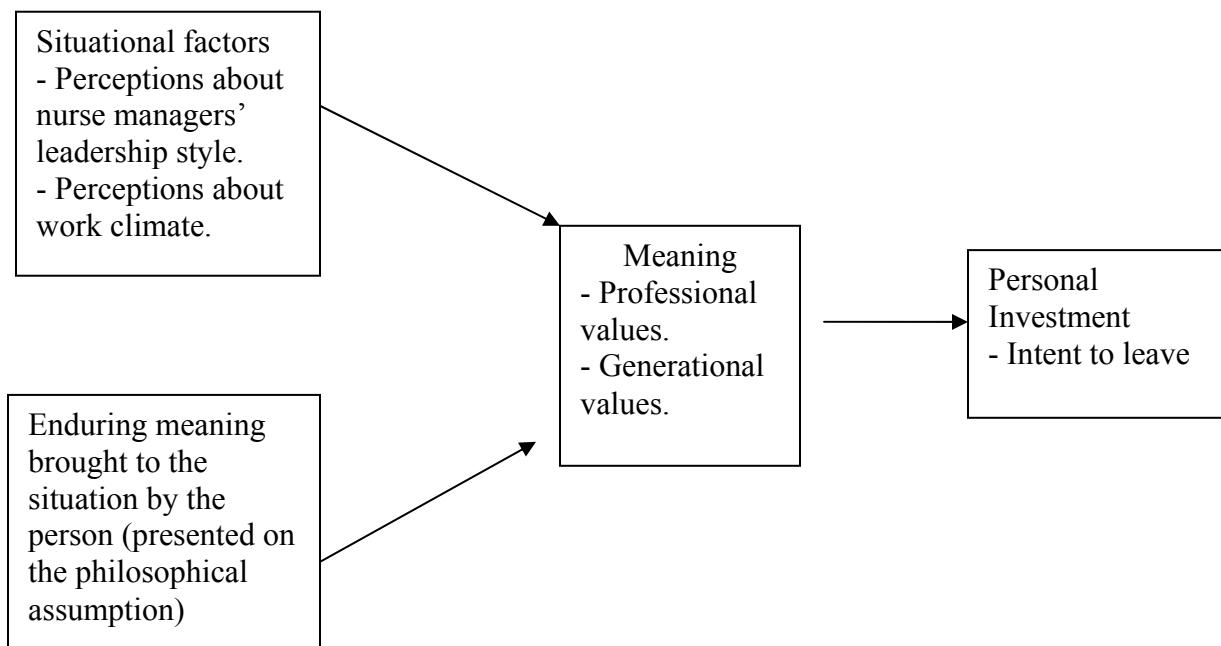 Situational factors
- Perceptions about
nurse managers’
leadership style.
- Perceptions about
work climate.
Enduring meaning
brought to the
situation by the
person (presented on
the philosophical
assumption)
Meaning
- Professional
values.
- Generational
values.
Personal
Investment
- Intent to leave